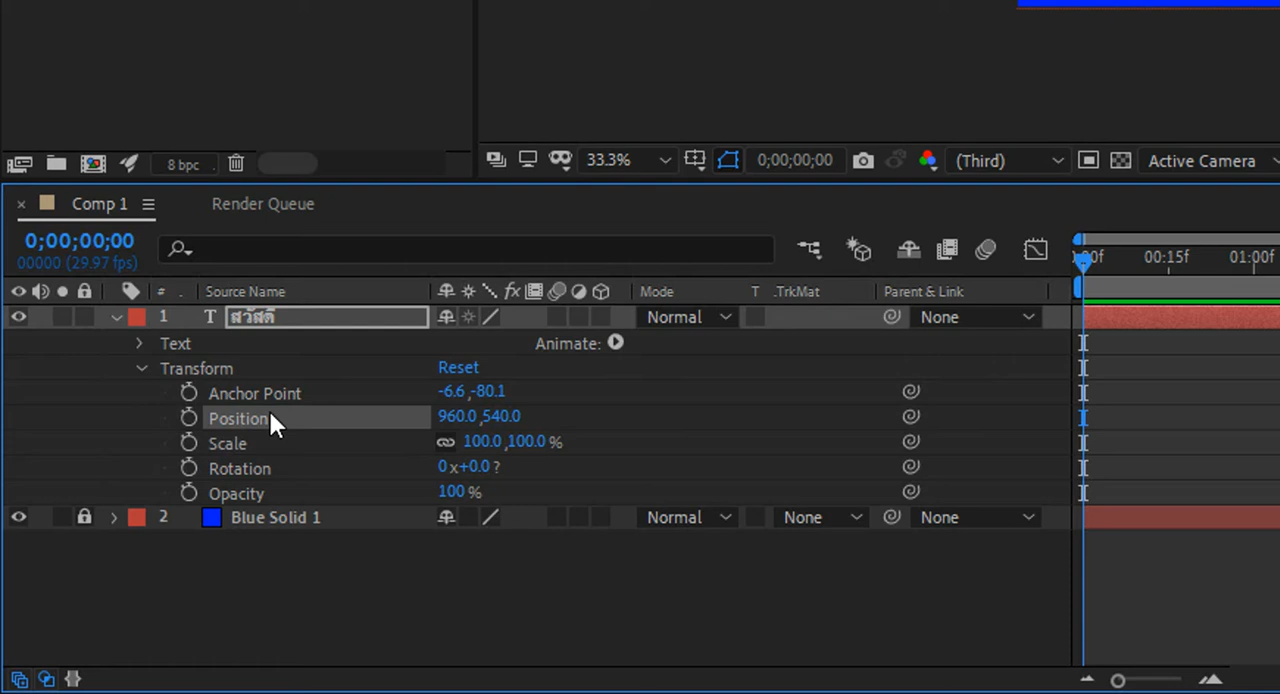 8 bpc
33.3%
0;00;00;00
(Third)
Active Camera
Comp 1
Render Queue
0;00;00;00
00000 (29.97 fps)
:00f
00:15f
01:00f
#
.
Source Name
Mode
T
.TrkMat
Parent & Link
1
T
สวัสดี
Normal
None
Text
Animate:
Transform
Reset
Anchor Point
-6.6 ,-80.1
Position
960.0 ,540.0
Scale
100.0 ,100.0 %
Rotation
0 x+0.0 ?
Opacity
100 %
2
Blue Solid 1
Normal
None
None